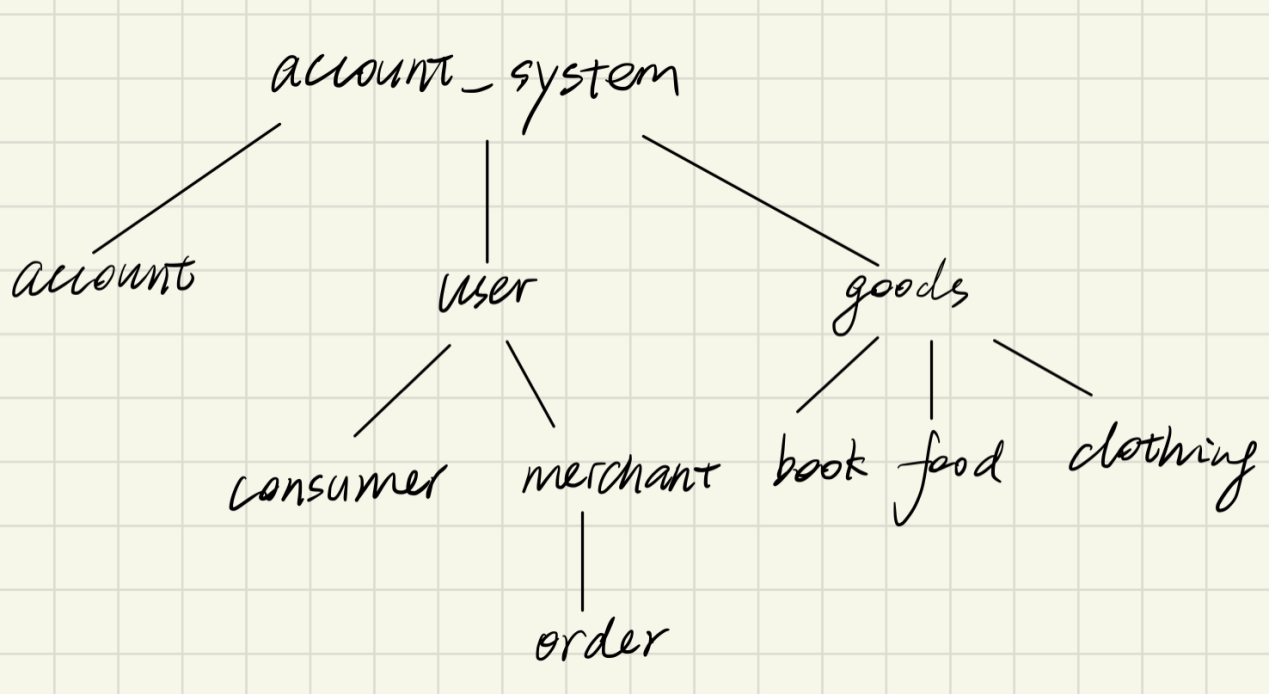 account_system
account
user
goods
consumer
merchant
book
food
clothing
order